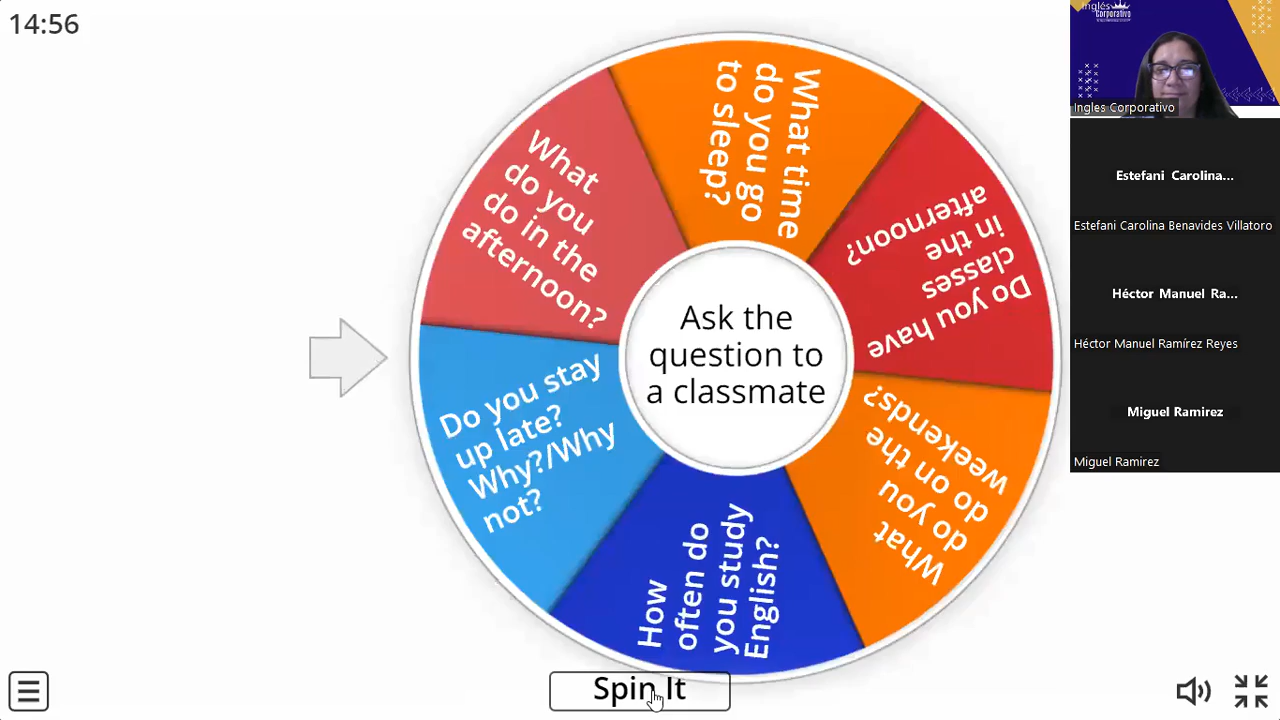 14:56
What time
do you go
to sleep?
Do you have
classes
in the
afternoon?
What
do you
do on the
weekends?
How
often do
you study
English?
Do you stay
up late?
Why?/Why
not?
What
do you
do in the
afternoon?
Ask the
question to
a classmate
Spin It
Inglés
Corporativo
Ingles Corporativo
Estefani Carolina...
Estefani Carolina Benavides Villatoro
Héctor Manuel Ra...
Héctor Manuel Ramírez Reyes
Miguel Ramirez
Miguel Ramirez